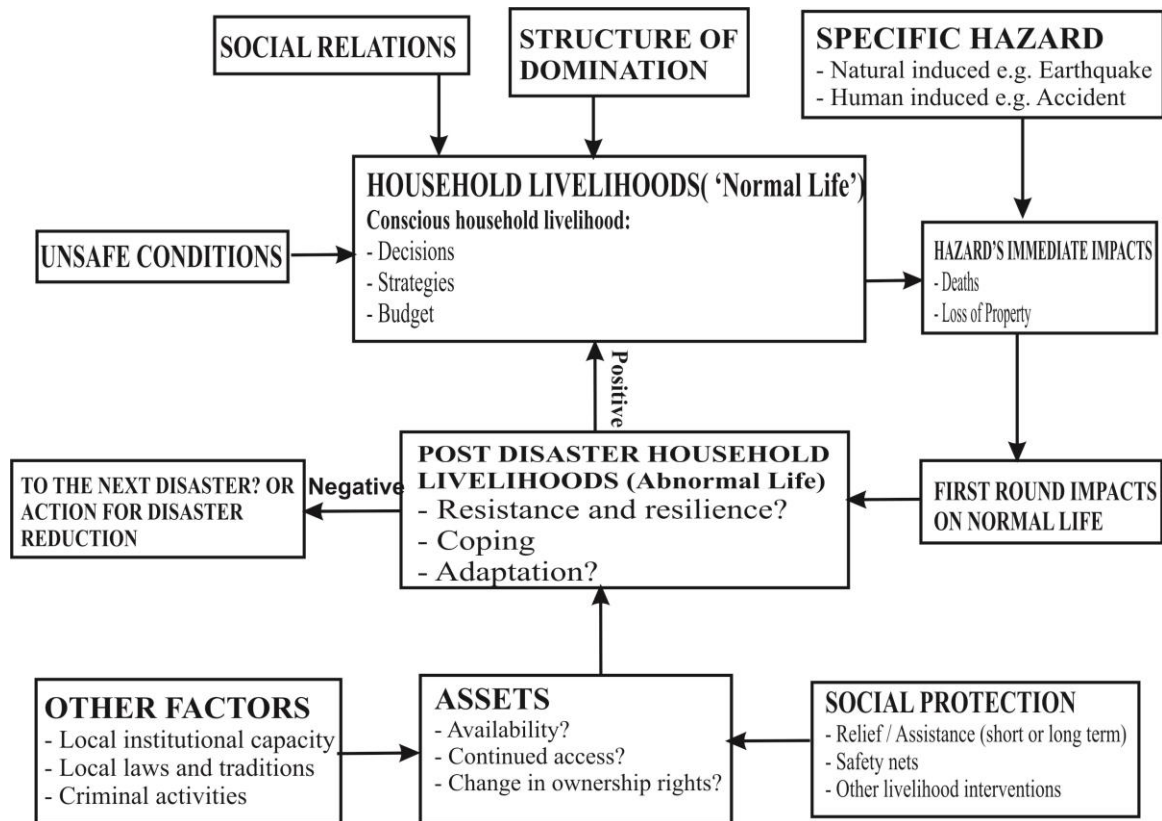 SOCIAL RELATIONS
STRUCTURE OF
DOMINATION
SPECIFIC HAZARD
- Natural induced e.g. Earthquake
- Human induced e.g. Accident
HOUSEHOLD LIVELIHOODS( ‘Normal Life’)
Conscious household livelihood:
- Decisions
- Strategies
- Budget
UNSAFE CONDITIONS
HAZARD’S IMMEDIATE IMPACTS
- Deaths
- Loss of Property
Positive
POST DISASTER HOUSEHOLD
LIVELIHOODS (Abnormal Life)
- Resistance and resilience?
- Coping
- Adaptation?
Negative
TO THE NEXT DISASTER? OR
ACTION FOR DISASTER
REDUCTION
FIRST ROUND IMPACTS
ON NORMAL LIFE
OTHER FACTORS
- Local institutional capacity
- Local laws and traditions
- Criminal activities
ASSETS
- Availability?
- Continued access?
- Change in ownership rights?
SOCIAL PROTECTION
- Relief / Assistance (short or long term)
- Safety nets
- Other livelihood interventions